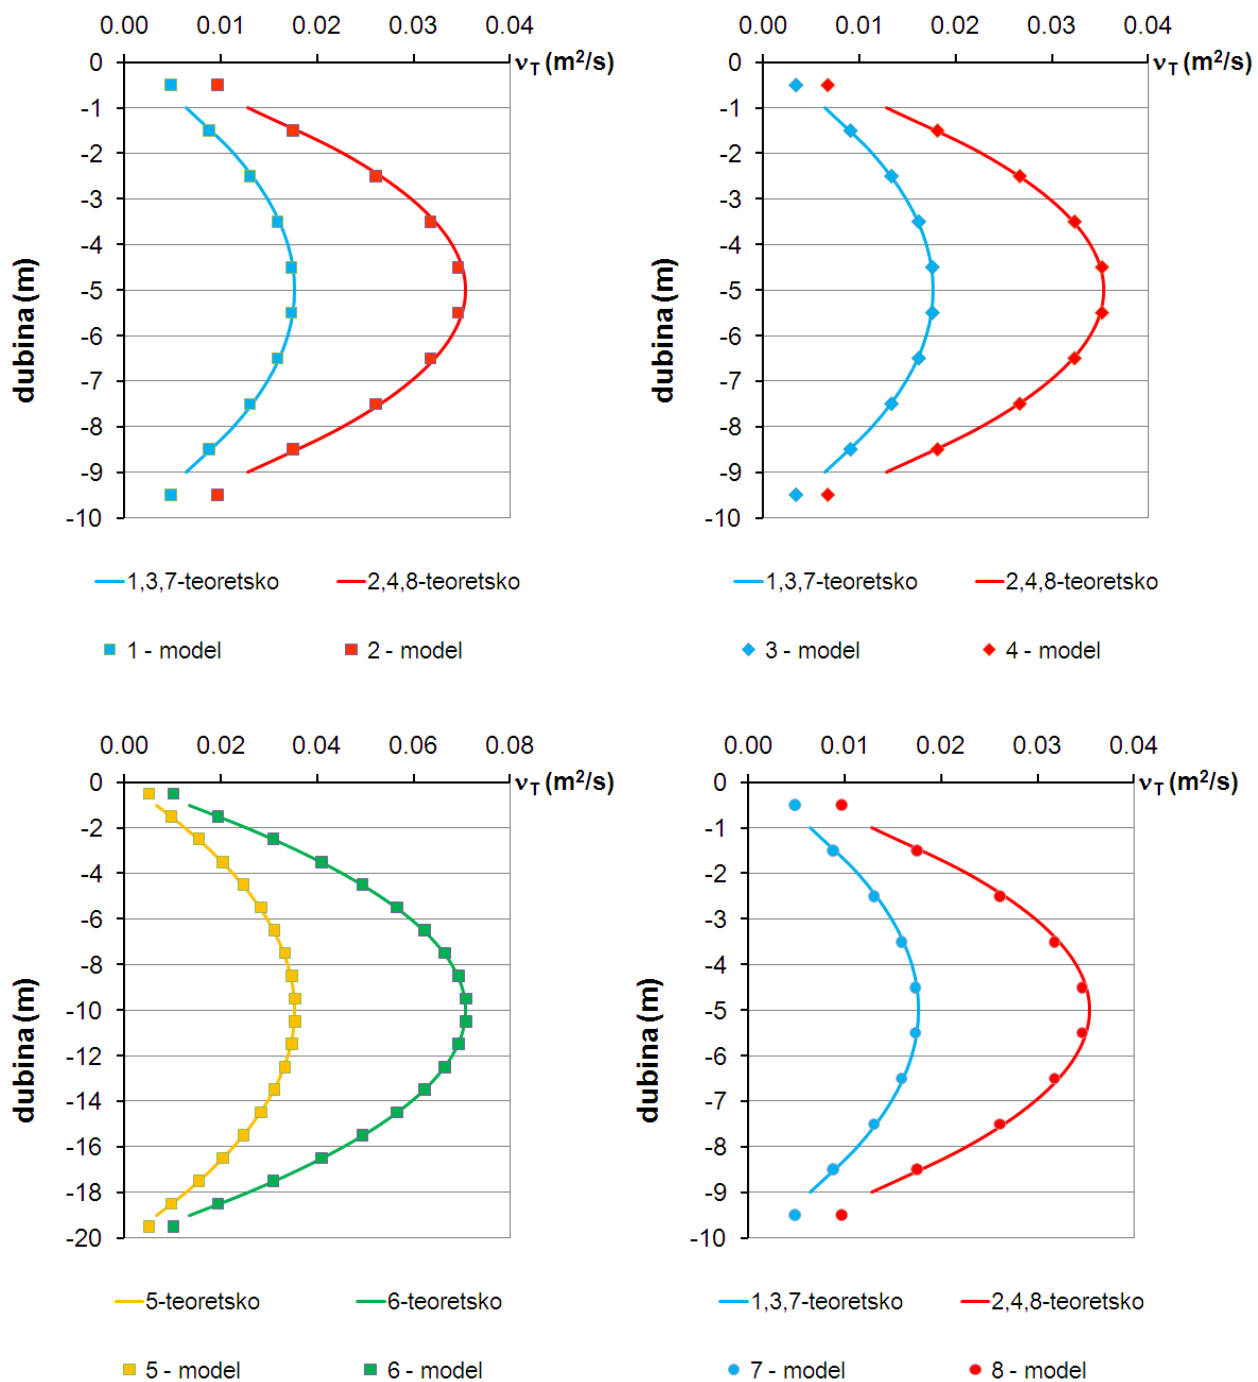 0.00 0.01 0.02 0.03 0.04
ν_T (m²/s)
0
-1
-2
-3
-4
-5
-6
-7
-8
-9
-10
dubina (m)
1,3,7-teoretsko 2,4,8-teoretsko
1 - model 2 - model
0.00 0.01 0.02 0.03 0.04
ν_T (m²/s)
0
-1
-2
-3
-4
-5
-6
-7
-8
-9
-10
dubina (m)
1,3,7-teoretsko 2,4,8-teoretsko
3 - model 4 - model
0.00 0.02 0.04 0.06 0.08
ν_T (m²/s)
0
-2
-4
-6
-8
-10
-12
-14
-16
-18
-20
dubina (m)
5-teoretsko 6-teoretsko
5 - model 6 - model
0.00 0.01 0.02 0.03 0.04
ν_T (m²/s)
0
-1
-2
-3
-4
-5
-6
-7
-8
-9
-10
dubina (m)
1,3,7-teoretsko 2,4,8-teoretsko
7 - model 8 - model